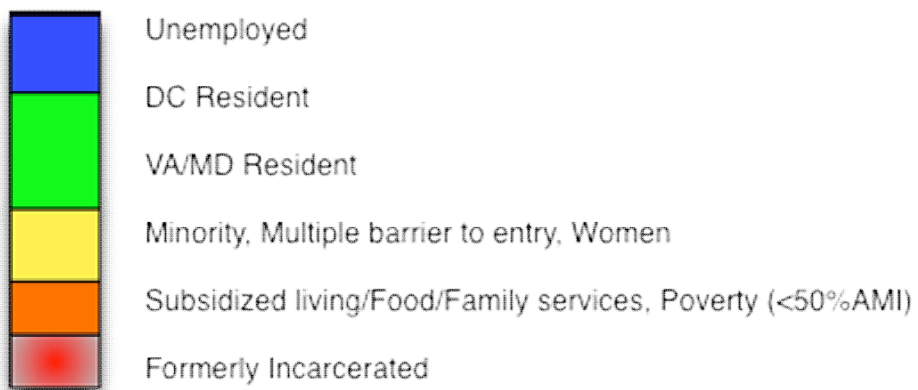 Unemployed
DC Resident
VA/MD Resident
Minority, Multiple barrier to entry, Women
Subsidized living/Food/Family services, Poverty (<50%AMI)
Formerly Incarcerated